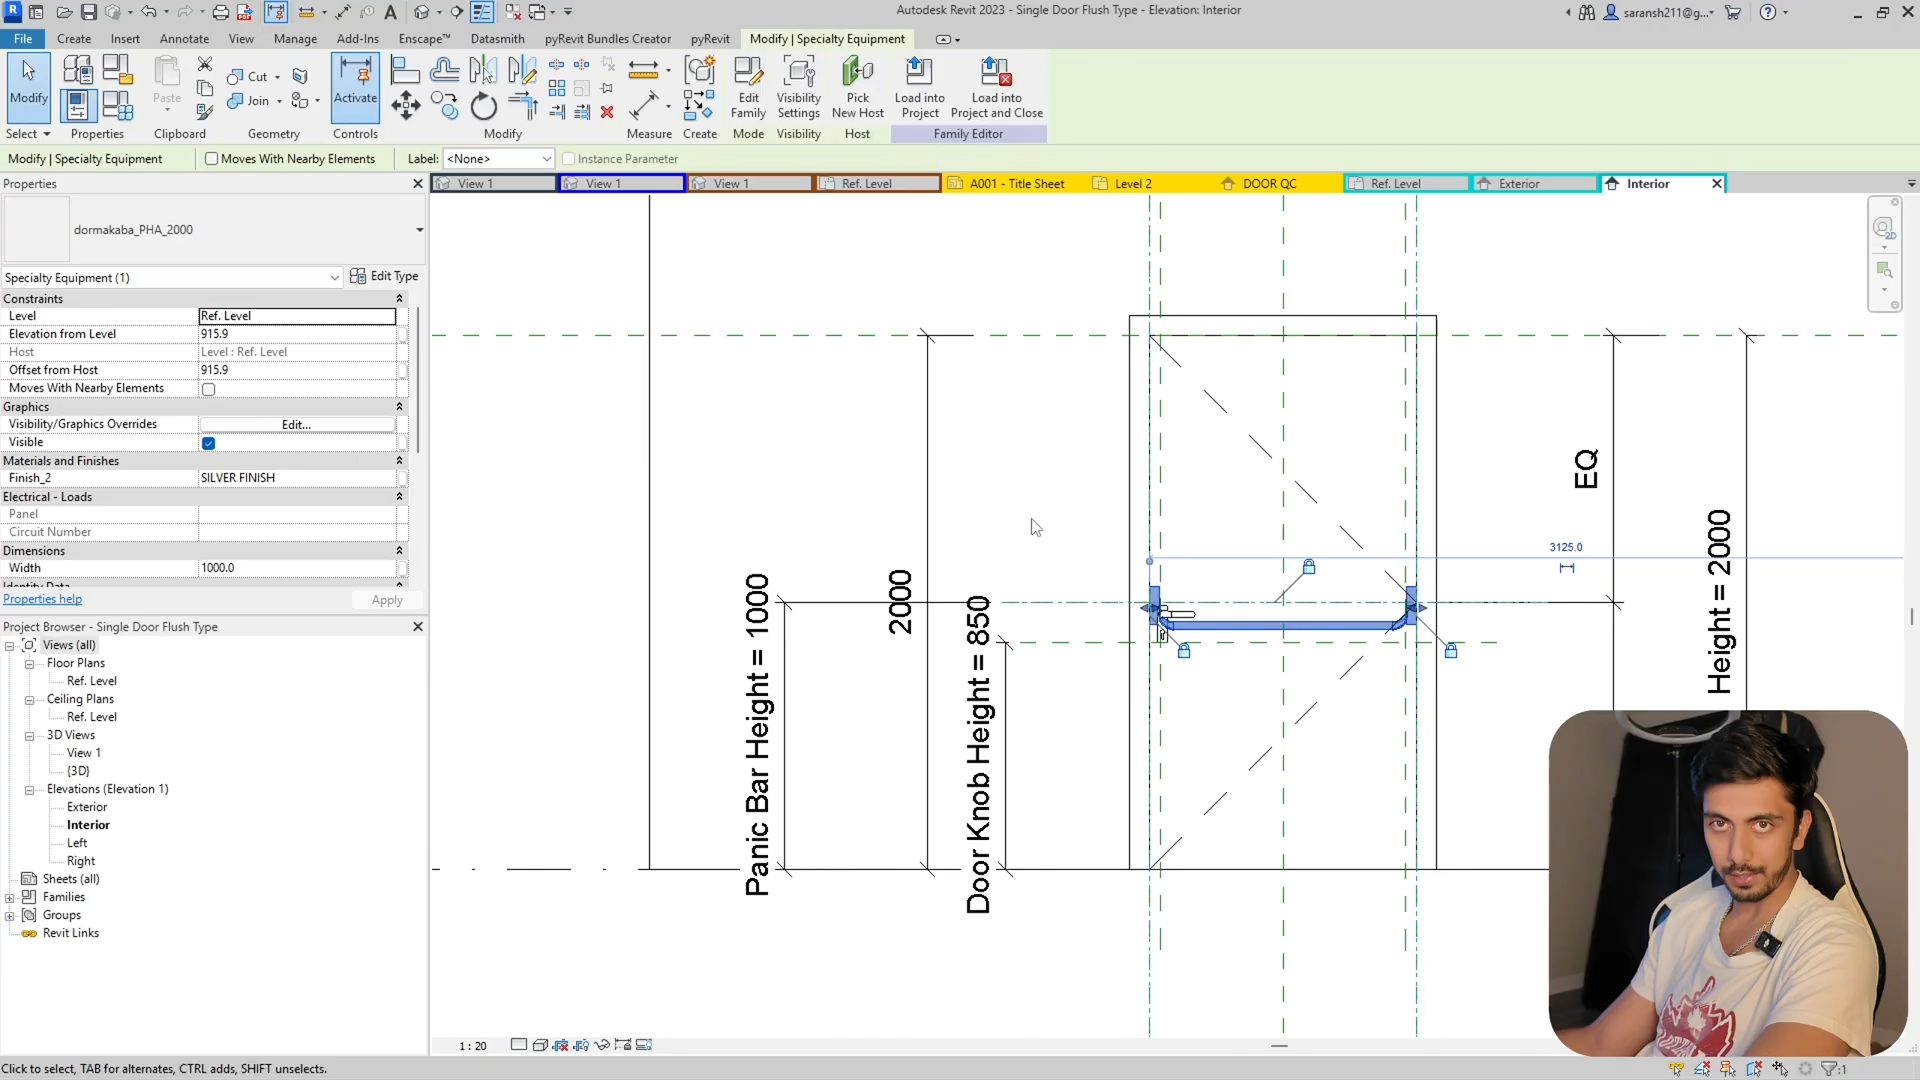 Autodesk Revit 2023 - Single Door Flush Type - Elevation: Interior
saransh211@g...
File Create Insert Annotate View Manage Add-Ins Enscape™ Datasmith pyRevit Bundles Creator pyRevit Modify | Specialty Equipment
Modify Paste Cut Join Activate Edit Family Visibility Settings Pick New Host Load into Project Load into Project and Close
Select Properties Clipboard Geometry Controls Modify Measure Create Mode Visibility Host Family Editor
Modify | Specialty Equipment Moves With Nearby Elements Label: <None> Instance Parameter
Properties
View 1 View 1 View 1 Ref. Level A001 - Title Sheet Level 2 DOOR QC Ref. Level Exterior Interior
dormakaba_PHA_2000
Specialty Equipment (1) Edit Type
Constraints
Level Ref. Level
Elevation from Level 915.9
Host Level : Ref. Level
Offset from Host 915.9
Moves With Nearby Elements
Graphics
Visibility/Graphics Overrides Edit...
Visible
Materials and Finishes
Finish_2 SILVER FINISH
Electrical - Loads
Panel
Circuit Number
Dimensions
Width 1000.0
Identity Data
Properties help Apply
Project Browser - Single Door Flush Type
Views (all)
Floor Plans
Ref. Level
Ceiling Plans
Ref. Level
3D Views
View 1
{3D}
Elevations (Elevation 1)
Exterior
Interior
Left
Right
Sheets (all)
Families
Groups
Revit Links
Panic Bar Height = 1000
2000
Door Knob Height = 850
3125.0
EQ
Height = 2000
1 : 20
Click to select, TAB for alternates, CTRL adds, SHIFT unselects.
:1